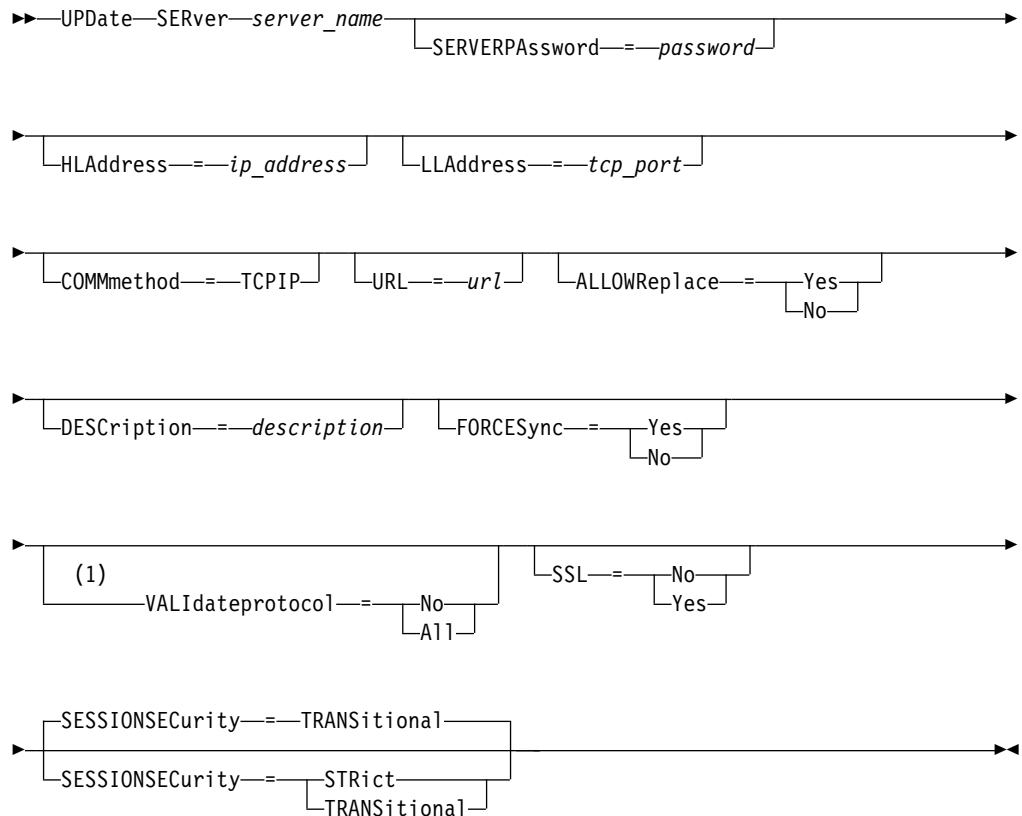 UPDate SERver server_name
SERVERPAssword = password
HLAddress = ip_address LLAddress = tcp_port
COMMmethod = TCPIP URL = url ALLOWReplace = Yes
No
DESCription = description FORCESync = Yes
No
(1)
VALIdateprotocol = No
All
SSL = No
Yes
SESSIONSECurity = TRANSitional
SESSIONSECurity = STRict
TRANSitional